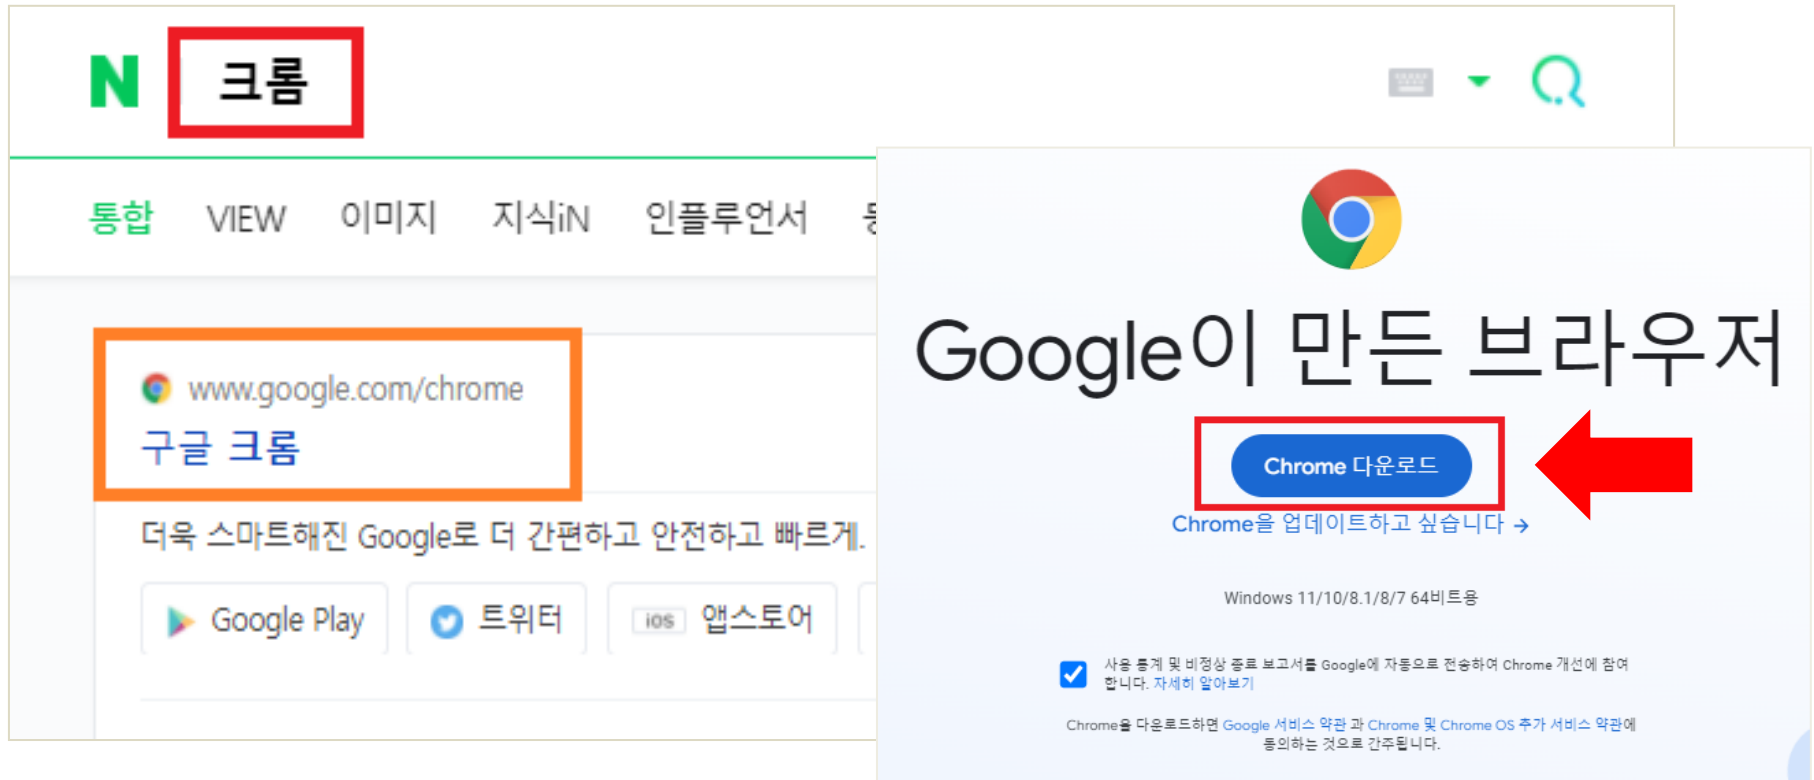 N 크롬
통합 VIEW 이미지 지식iN 인플루언서
www.google.com/chrome
구글 크롬
더욱 스마트해진 Google로 더 간편하고 안전하고 빠르게.
Google Play 트위터 iOS 앱스토어
Google이 만든 브라우저
Chrome 다운로드
Chrome을 업데이트하고 싶습니다 →
Windows 11/10/8.1/8/7 64비트용
사용 통계 및 비정상 종료 보고서를 Google에 자동으로 전송하여 Chrome 개선에 참여
합니다. 자세히 알아보기
Chrome을 다운로드하면 Google 서비스 약관 과 Chrome 및 Chrome OS 추가 서비스 약관에
동의하는 것으로 간주됩니다.